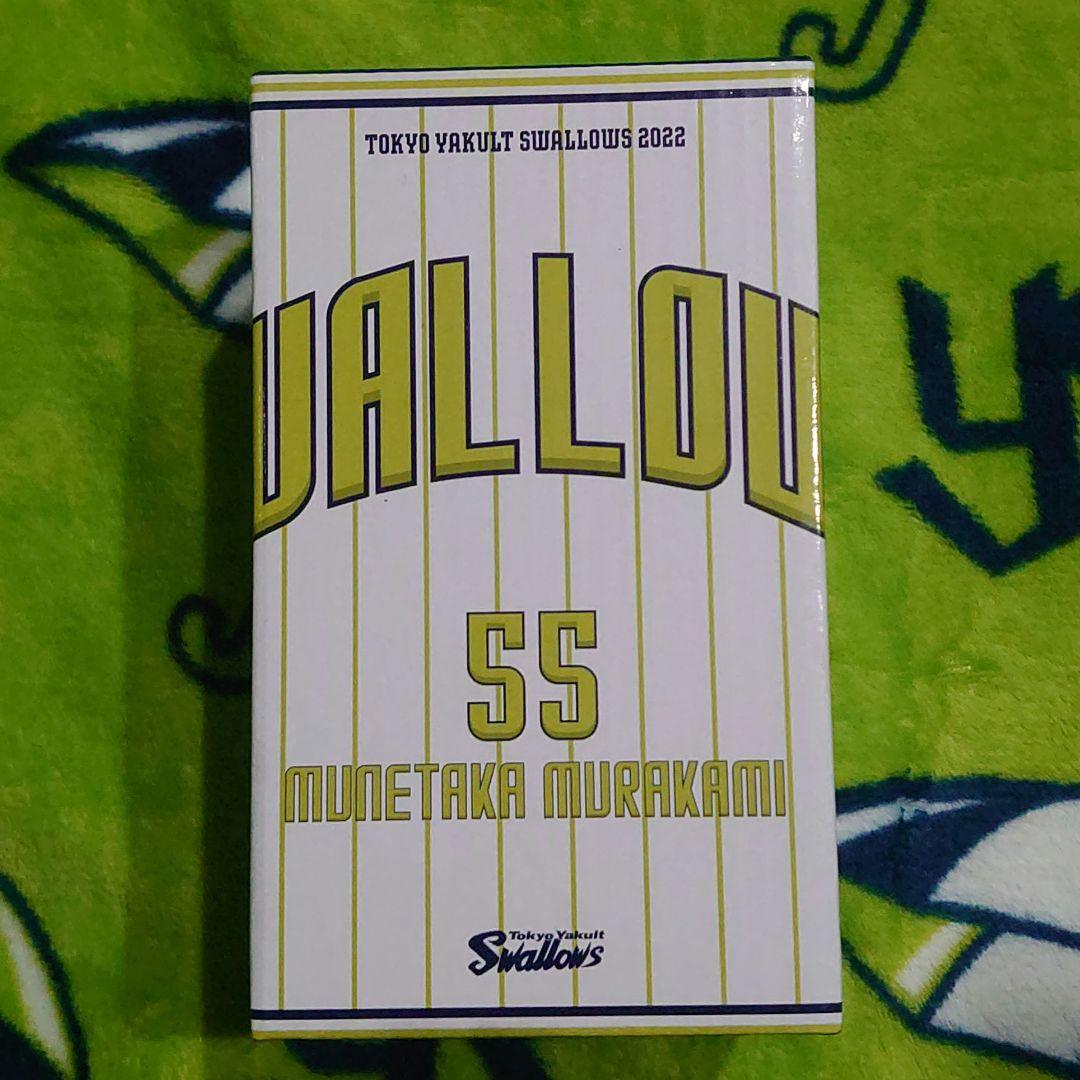 TOKYO YAKULT SWALLOWS 2022
WALLOW
55
MUNETAKA MURAKAMI
Tokyo Yakult
Swallows